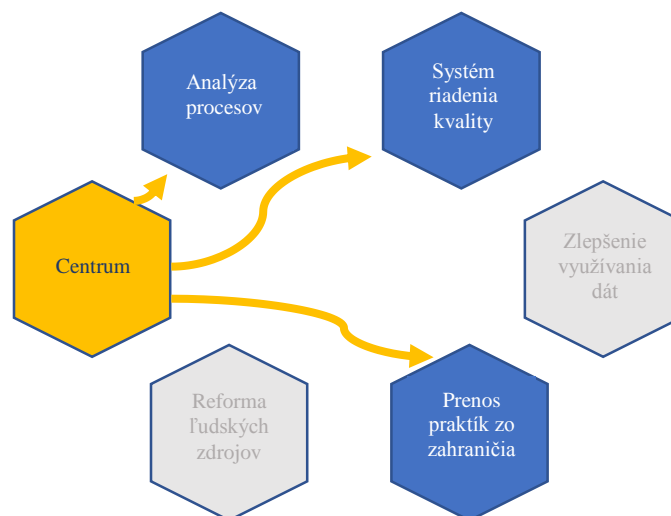 Analýza
procesov
Systém
riadenia
kvality
Centrum
Zlepšenie
využívania
dát
Reforma
ľudských
zdrojov
Prenos
praktík zo
zahraničia